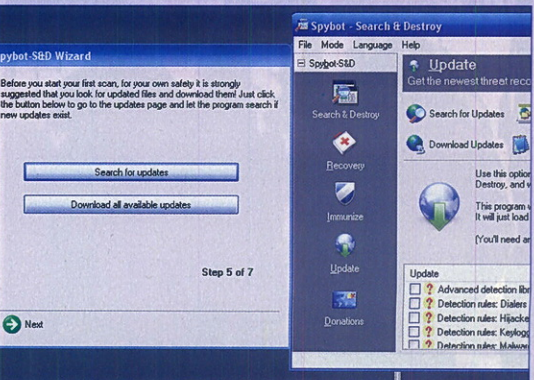 pybot-S&D Wizard
Before you start your first scan, for your own safety it is strongly
suggested that you look for updated files and download them! Just click
the button below to go to the updates page and let the program search if
new updates exist.
Search for updates
Download all available updates
Step 5 of 7
Next
Spybot - Search & Destroy
File Mode Language Help
Spybot-S&D
Search & Destroy
Recovery
Immunize
Update
Donations
Update
Get the newest threat reco
Search for Updates
Download Updates
Use this option
Destroy, and w
This program w
It will just load
(You'll need an
Update
Advanced detection libr
Detection rules: Dialers
Detection rules: Hijacke
Detection rules: Keylogg
Detection rules: Malware